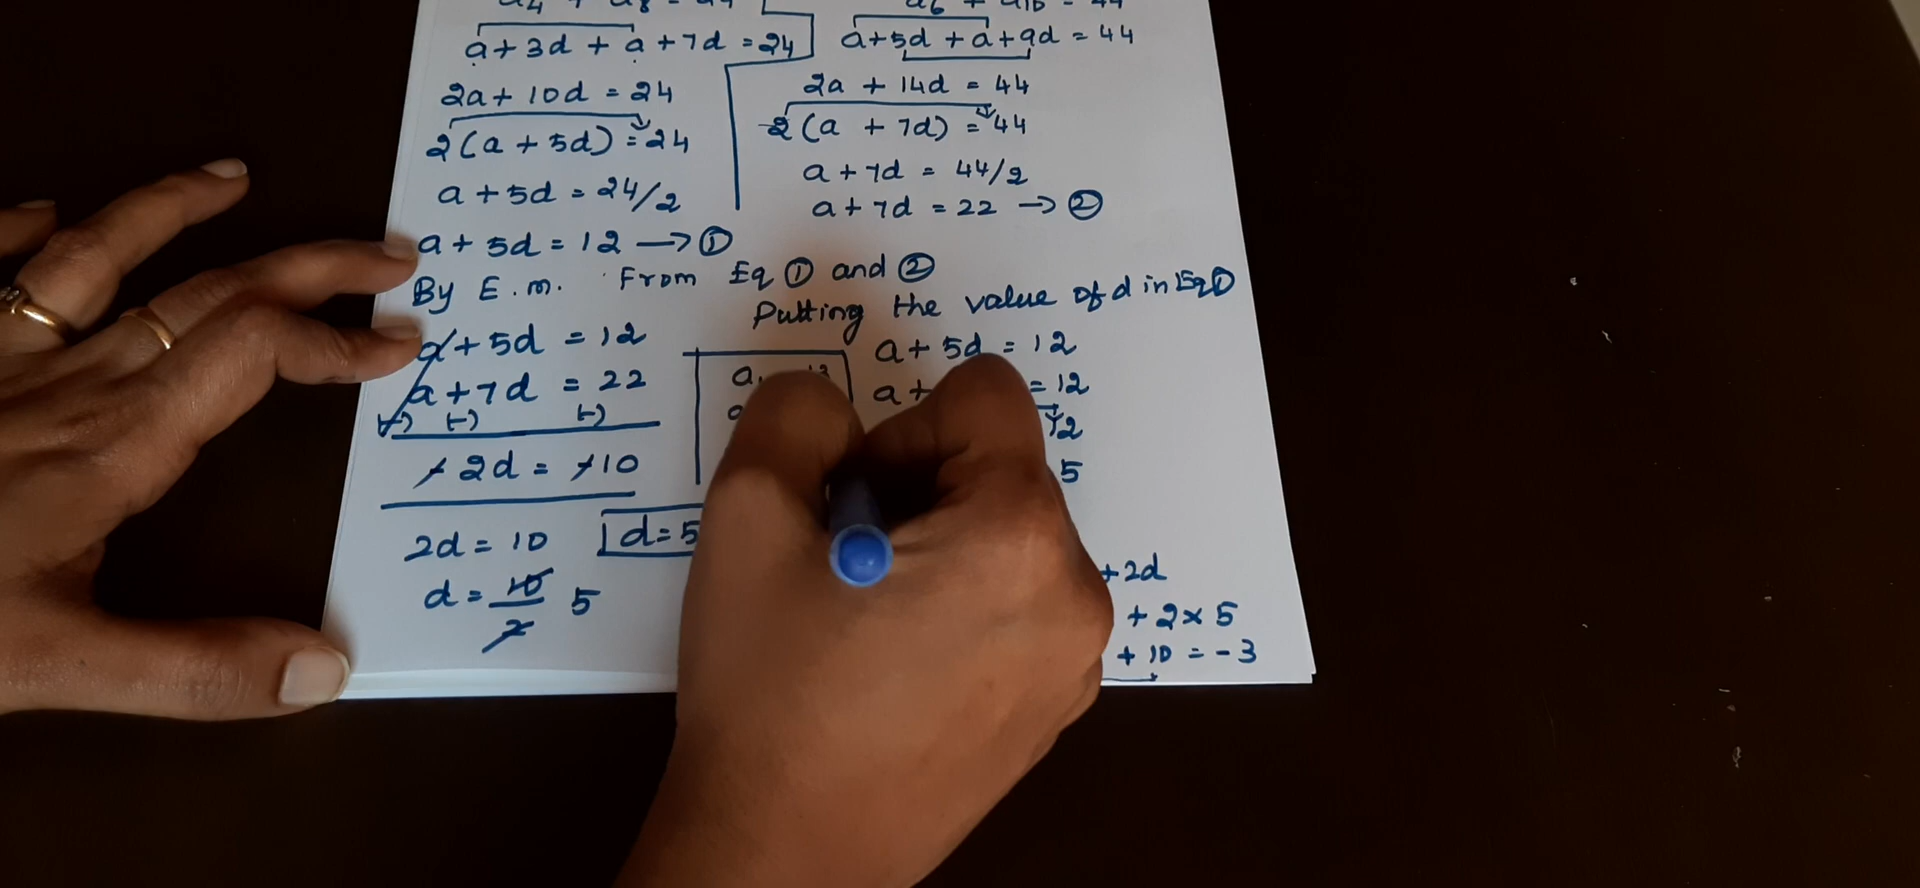 a+3d + a +7d = 24
2a+ 10d = 24
2(a + 5d) = 24
a + 5d = 24/2
a + 5d = 12 → ①
a+5d + a+9d = 44
2a + 14d = 44
2(a + 7d) = 44
a + 7d = 44/2
a + 7d = 22 → ②
By E.m. From Eq ① and ②
a + 5d = 12
a + 7d = 22
(-) (-) (-)
- 2d = -10
2d = 10
d = 10/2 5
d=5
Putting the value of d in Eq①
a + 5d = 12
a+ = 12
5
+2d
+ 2 x 5
+ 10 = -3